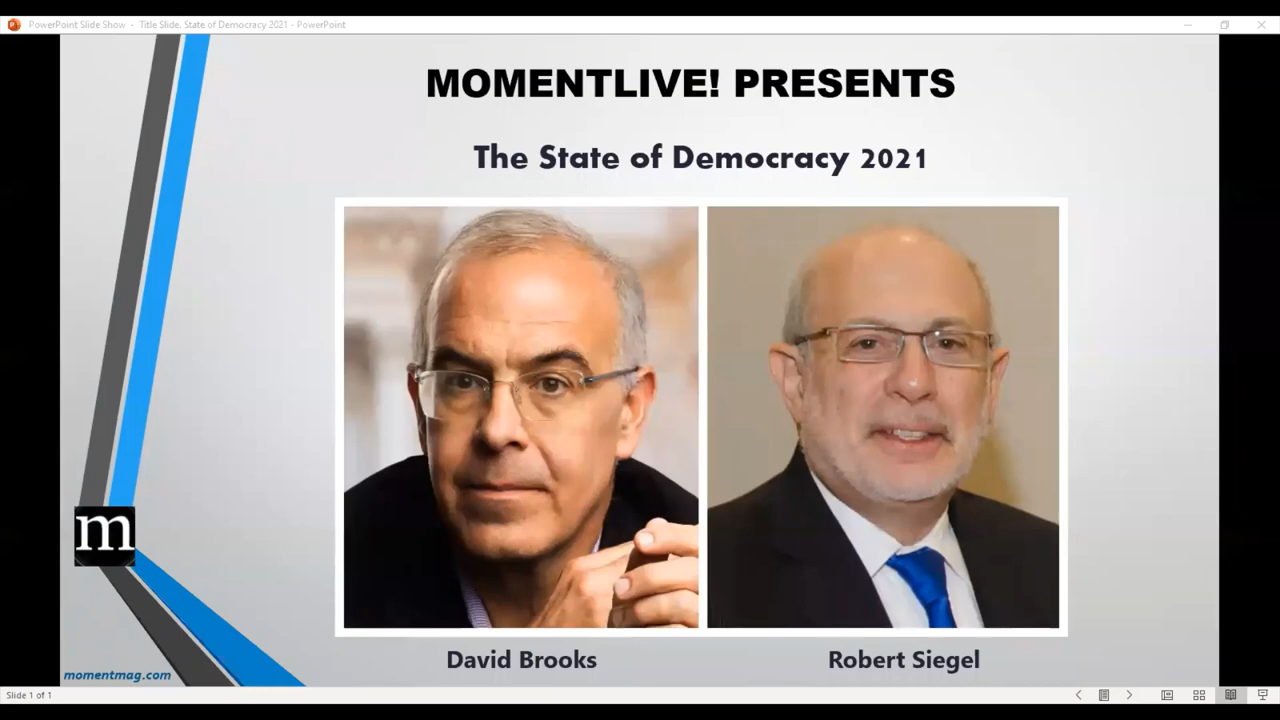 PowerPoint Slide Show - Title Slide. State of Democracy 2021 - PowerPoint
MOMENTLIVE! PRESENTS
The State of Democracy 2021
m
David Brooks
Robert Siegel
momentmag.com
Slide 1 of 1